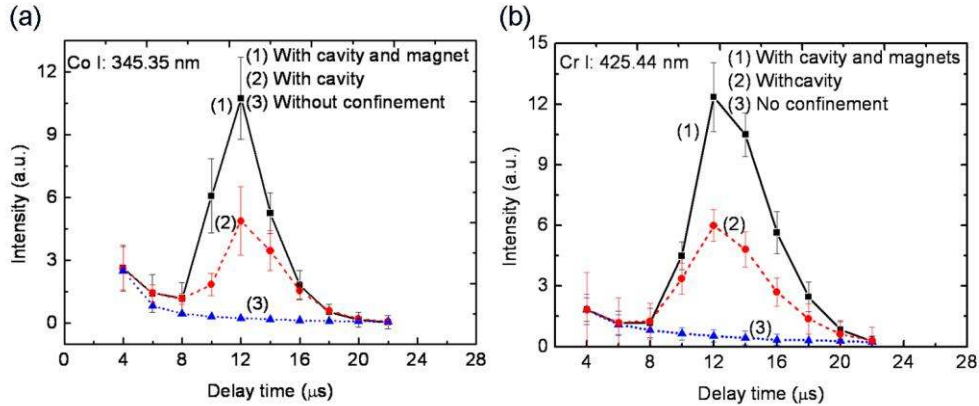 (a)
Co I: 345.35 nm
(1) With cavity and magnet
(2) With cavity
(3) Without confinement
(1)
(2)
(3)
Intensity (a.u.)
12
9
6
3
0
0 4 8 12 16 20 24 28
Delay time (μs)
(b)
Cr I: 425.44 nm
(1) With cavity and magnets
(2) Withcavity
(3) No confinement
(1)
(2)
(3)
Intensity (a.u.)
15
12
9
6
3
0
0 4 8 12 16 20 24 28
Delay time (μs)